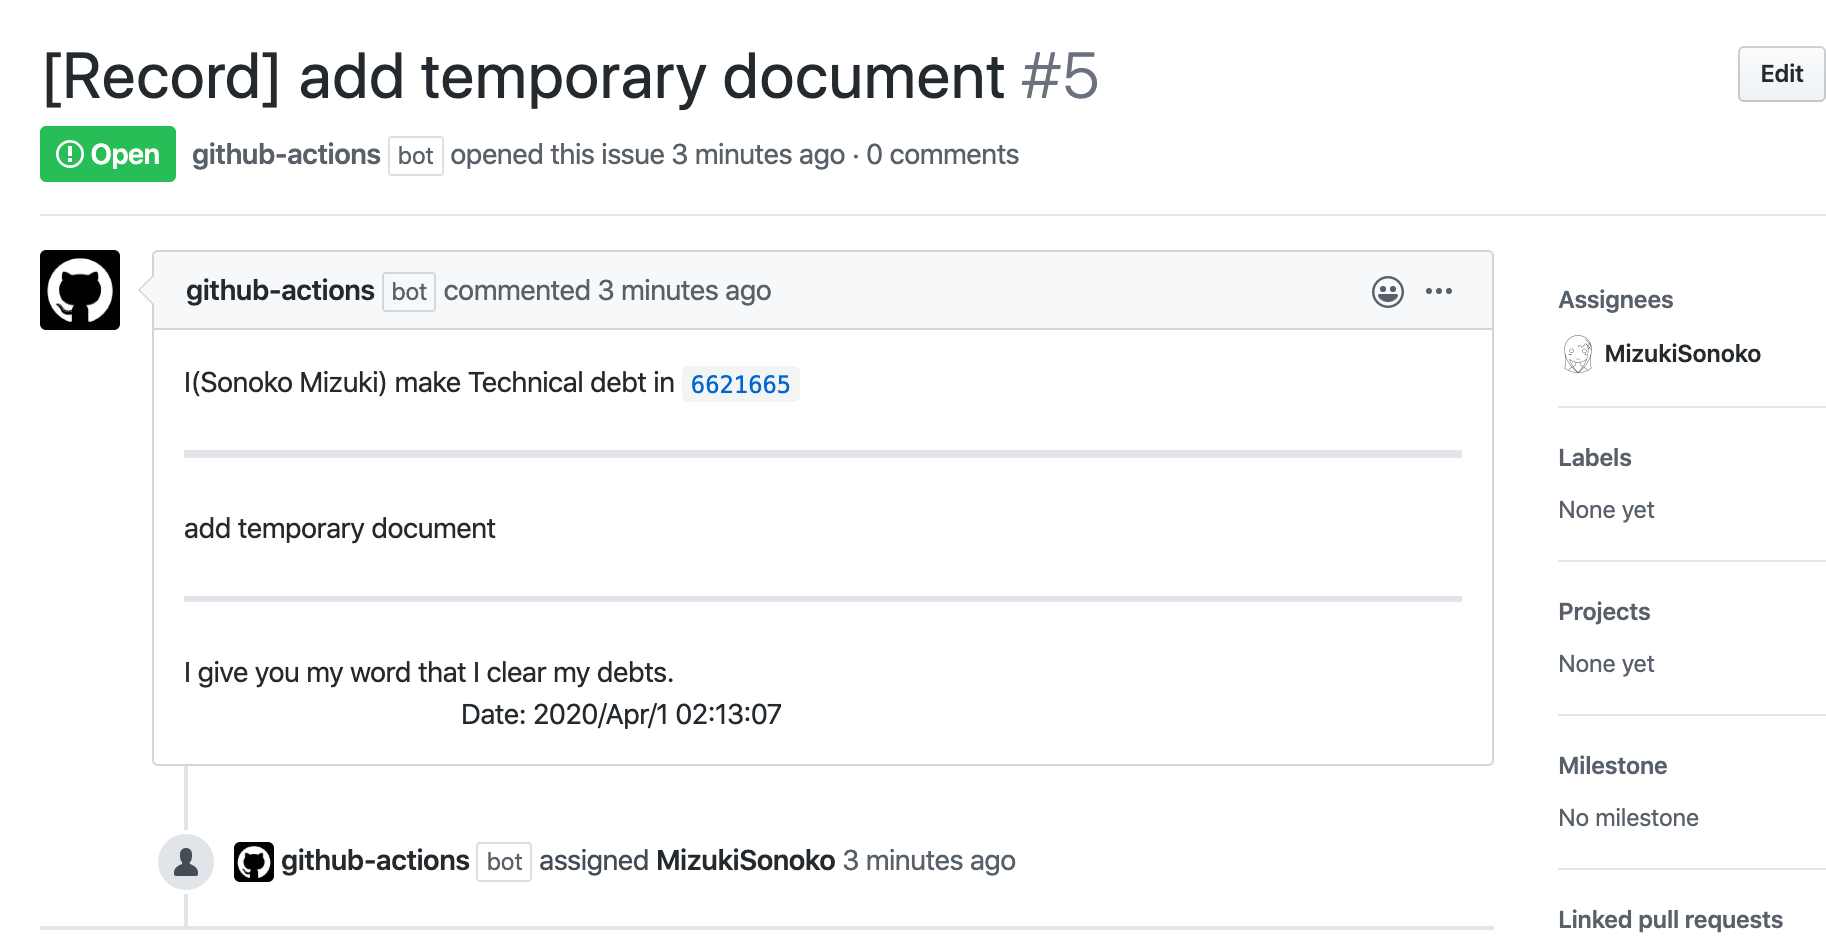 [Record] add temporary document #5
Edit
Open github-actions bot opened this issue 3 minutes ago · 0 comments
github-actions bot commented 3 minutes ago
I(Sonoko Mizuki) make Technical debt in 6621665
add temporary document
I give you my word that I clear my debts.
Date: 2020/Apr/1 02:13:07
github-actions bot assigned MizukiSonoko 3 minutes ago
Assignees
MizukiSonoko
Labels
None yet
Projects
None yet
Milestone
No milestone
Linked pull requests